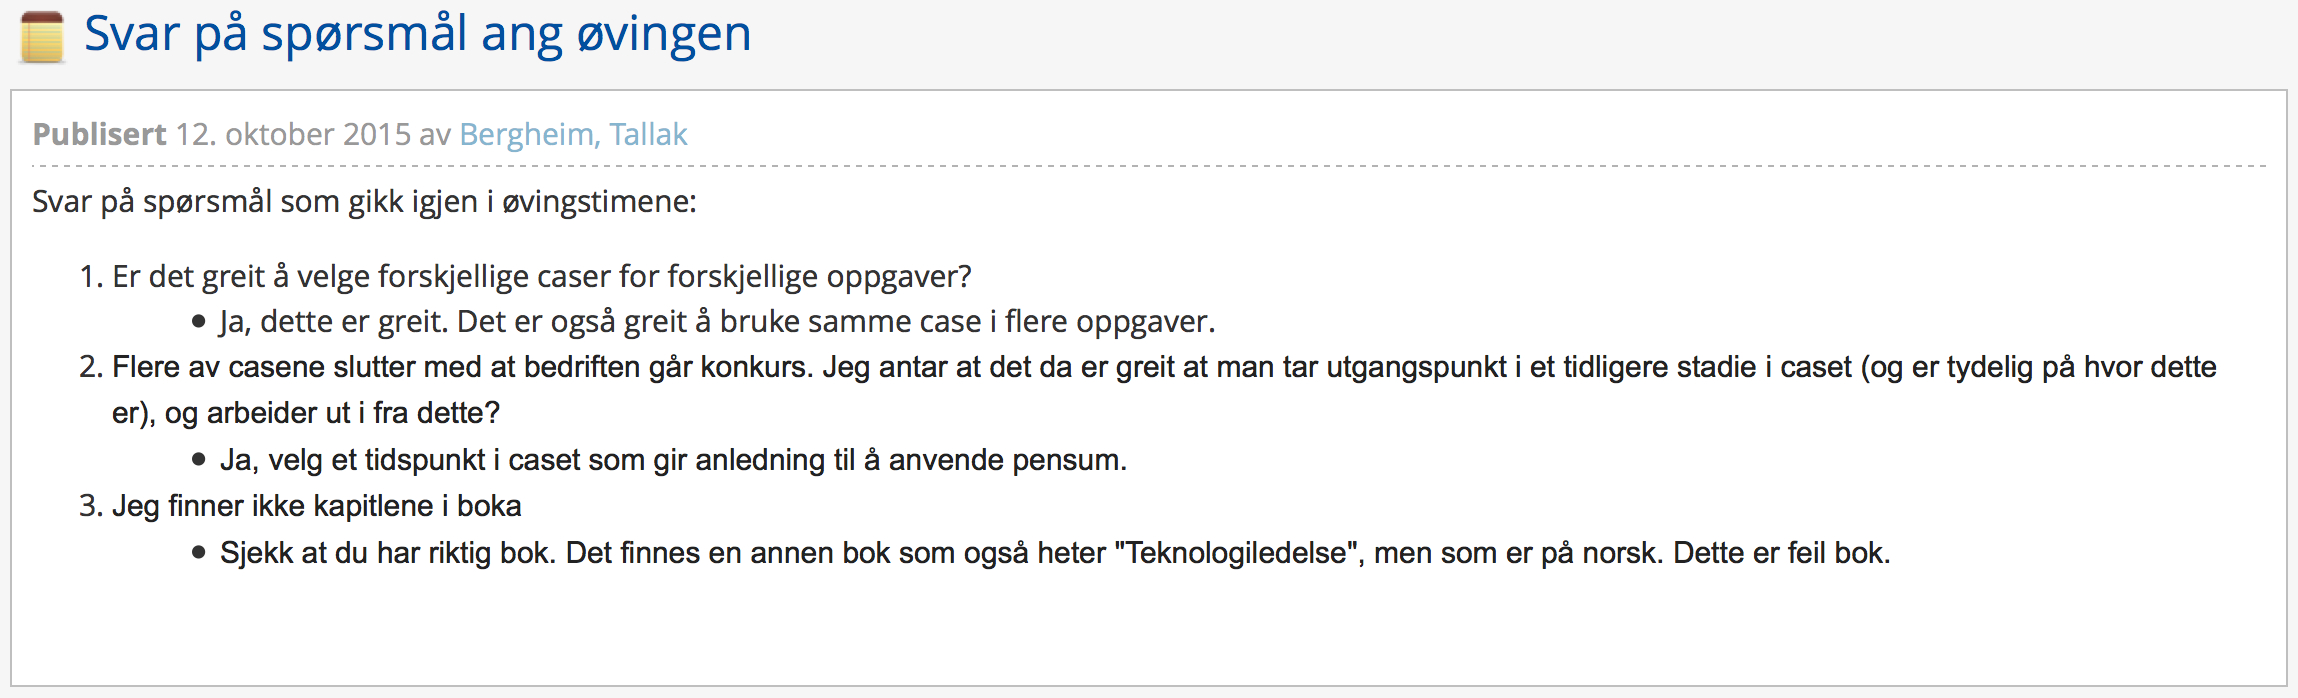 Svar på spørsmål ang øvingen
Publisert 12. oktober 2015 av Bergheim, Tallak
Svar på spørsmål som gikk igjen i øvingstimene:
1. Er det greit å velge forskjellige caser for forskjellige oppgaver?
• Ja, dette er greit. Det er også greit å bruke samme case i flere oppgaver.
2. Flere av casene slutter med at bedriften går konkurs. Jeg antar at det da er greit at man tar utgangspunkt i et tidligere stadie i caset (og er tydelig på hvor dette
er), og arbeider ut i fra dette?
• Ja, velg et tidspunkt i caset som gir anledning til å anvende pensum.
3. Jeg finner ikke kapitlene i boka
• Sjekk at du har riktig bok. Det finnes en annen bok som også heter "Teknologiledelse", men som er på norsk. Dette er feil bok.